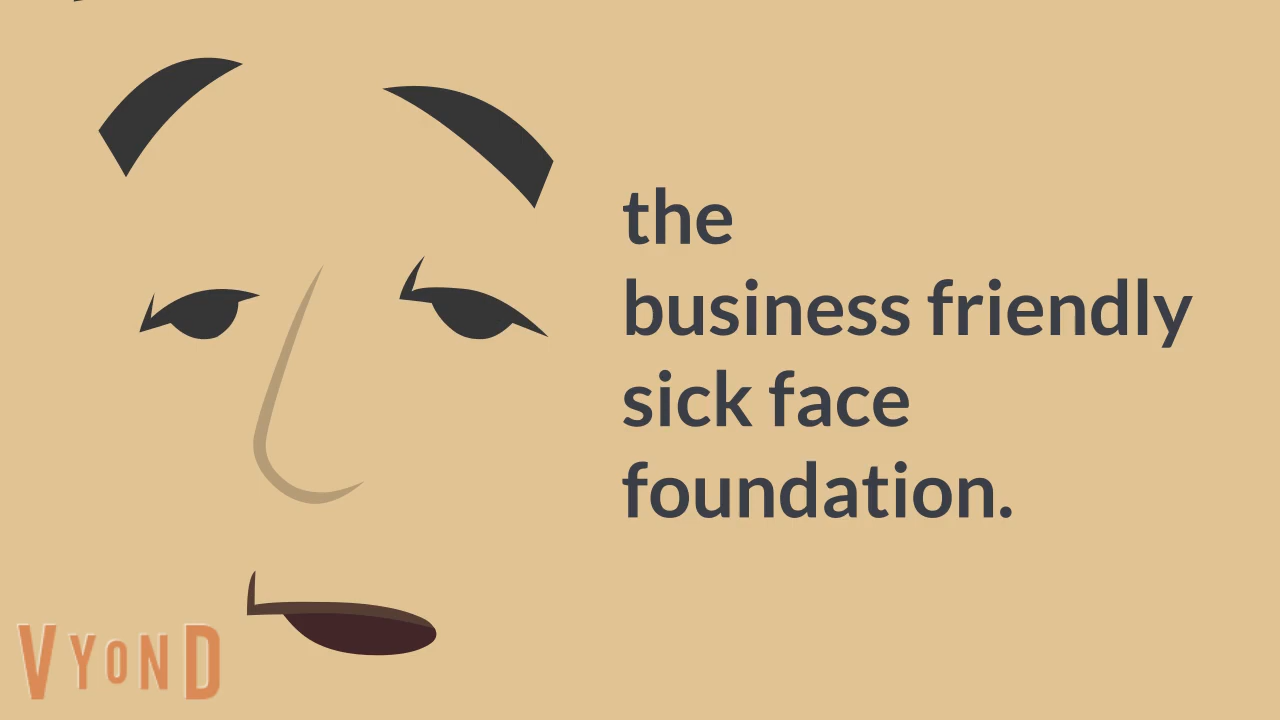 the
business friendly
sick face
foundation.
VYOND